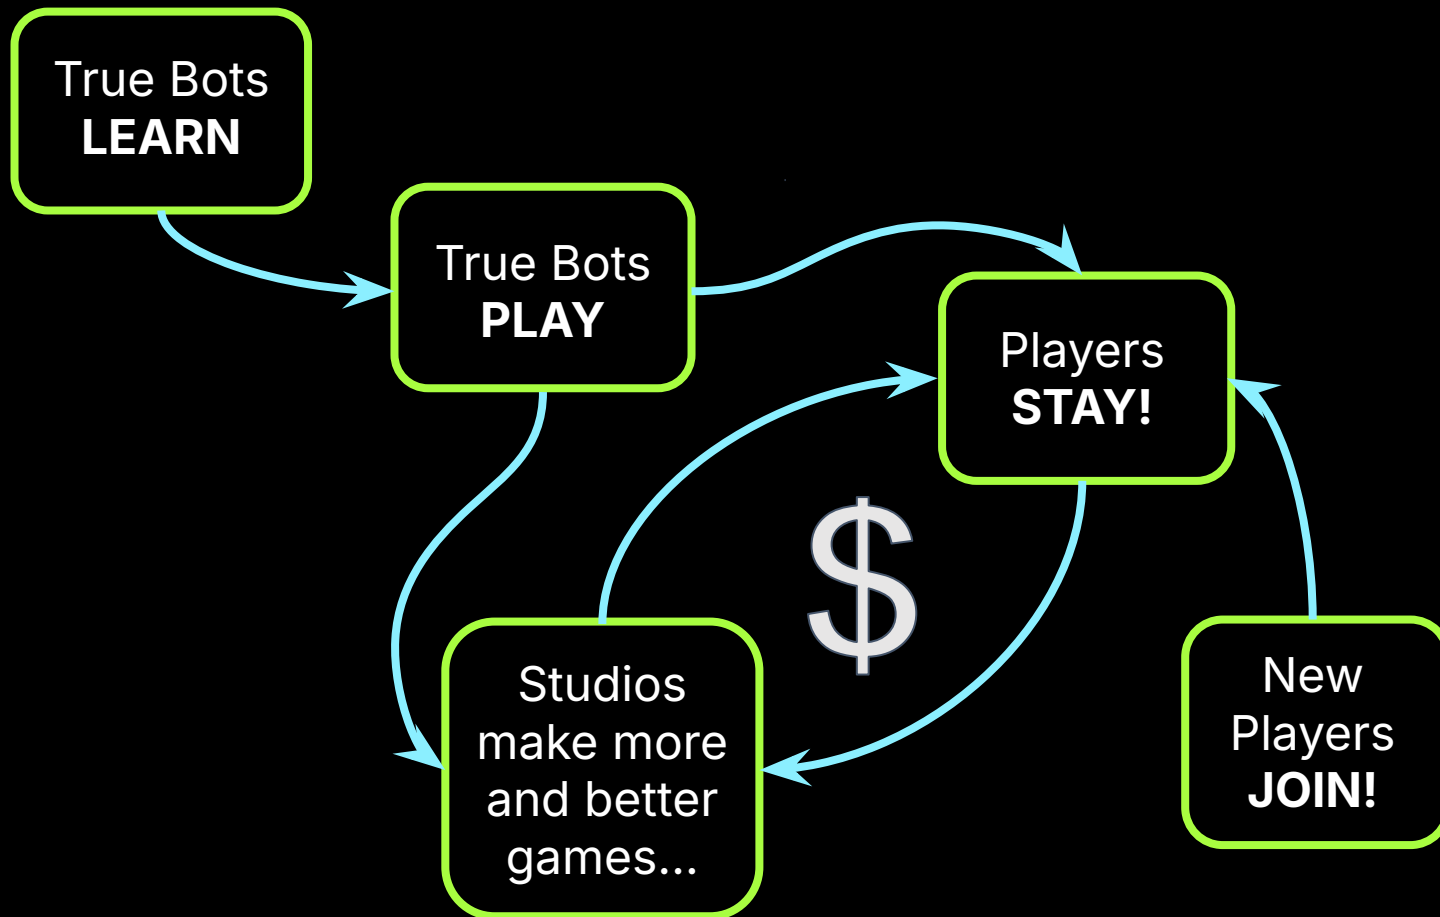 True Bots
LEARN
True Bots
PLAY
Players
STAY!
$
Studios
make more
and better
games...
New
Players
JOIN!